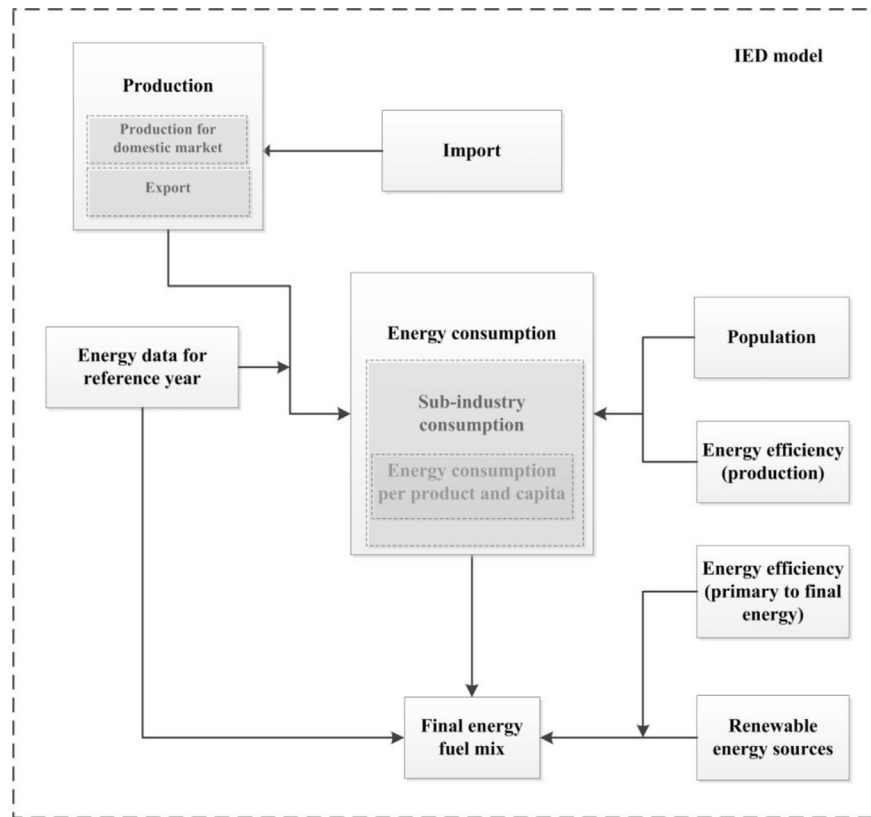 IED model
Production
Production for
domestic market
Export
Import
Energy data for
reference year
Energy consumption
Sub-industry
consumption
Energy consumption
per product and capita
Population
Energy efficiency
(production)
Energy efficiency
(primary to final
energy)
Final energy
fuel mix
Renewable
energy sources